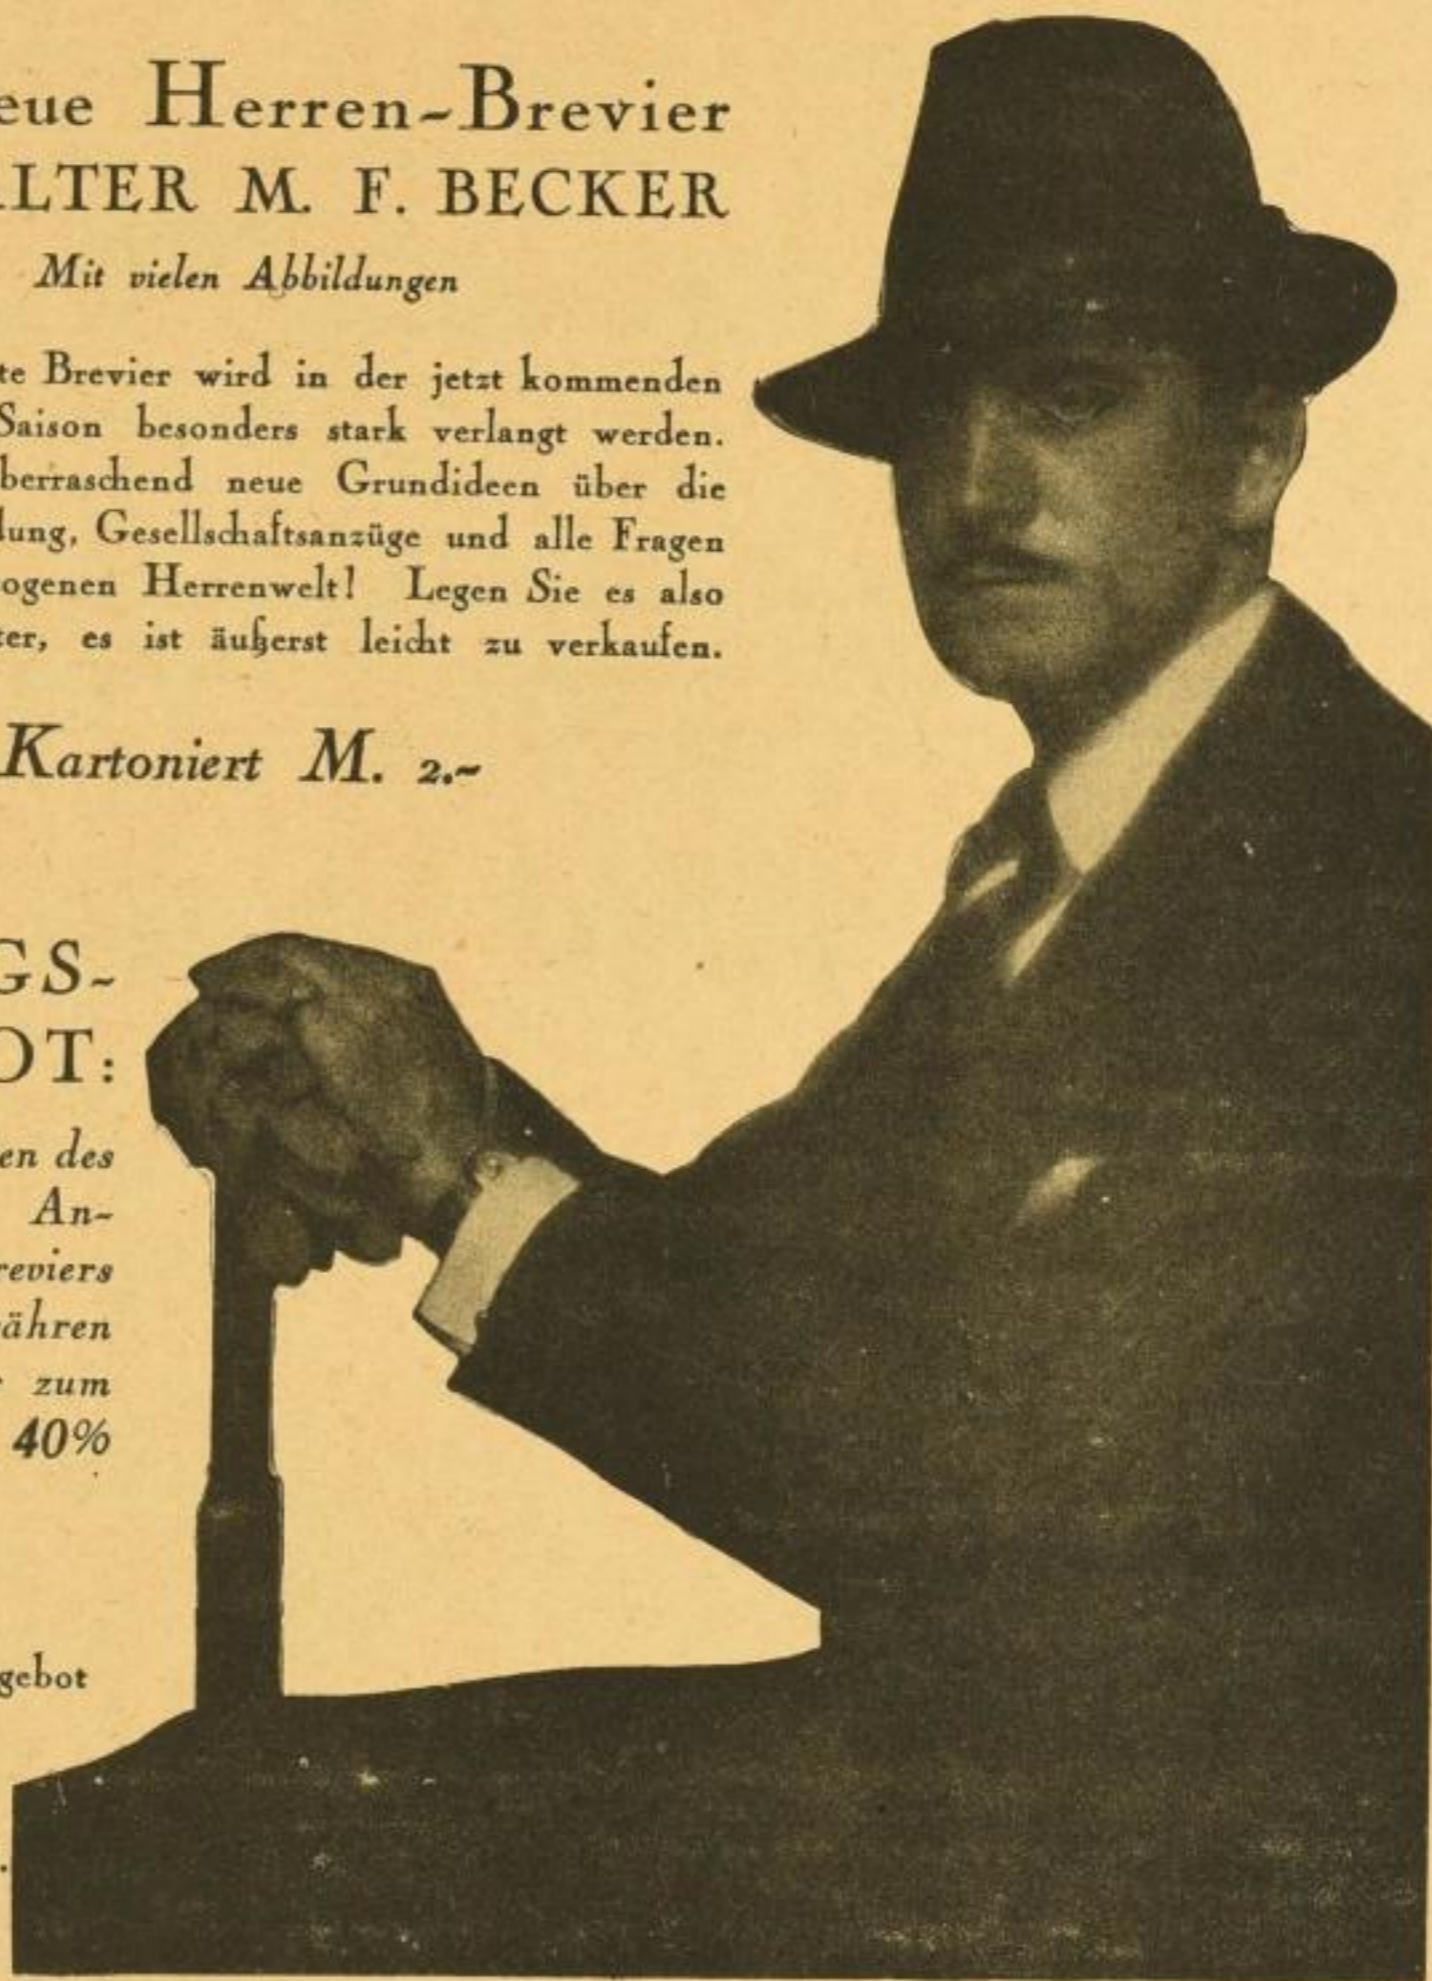 eue Herren-Brevier
ALTER M. F. BECKER
Mit vielen Abbildungen
te Brevier wird in der jetzt kommenden
Saison besonders stark verlangt werden.
berraschend neue Grundideen über die
dung, Gesellschaftsanzüge und alle Fragen
ogenen Herrenwelt! Legen Sie es also
ter, es ist äußerst leicht zu verkaufen.
Kartoniert M. 2.-
GS-
OT:
en des
An-
reviers
ähren
zum
40%
gebot